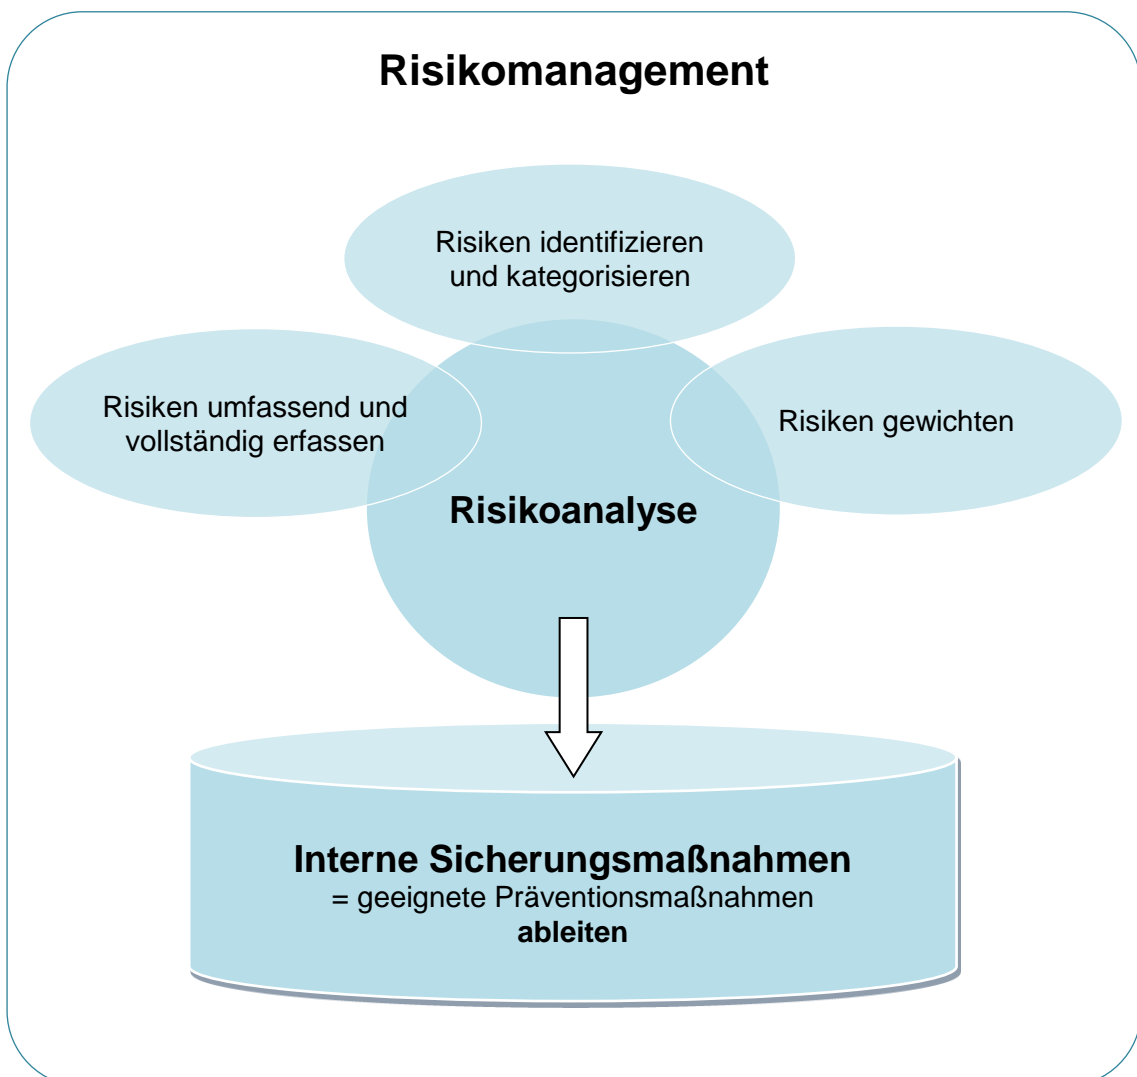 Risikomanagement
Risiken identifizieren
und kategorisieren
Risiken umfassend und
vollständig erfassen
Risiken gewichten
Risikoanalyse
Interne Sicherungsmaßnahmen
= geeignete Präventionsmaßnahmen
ableiten